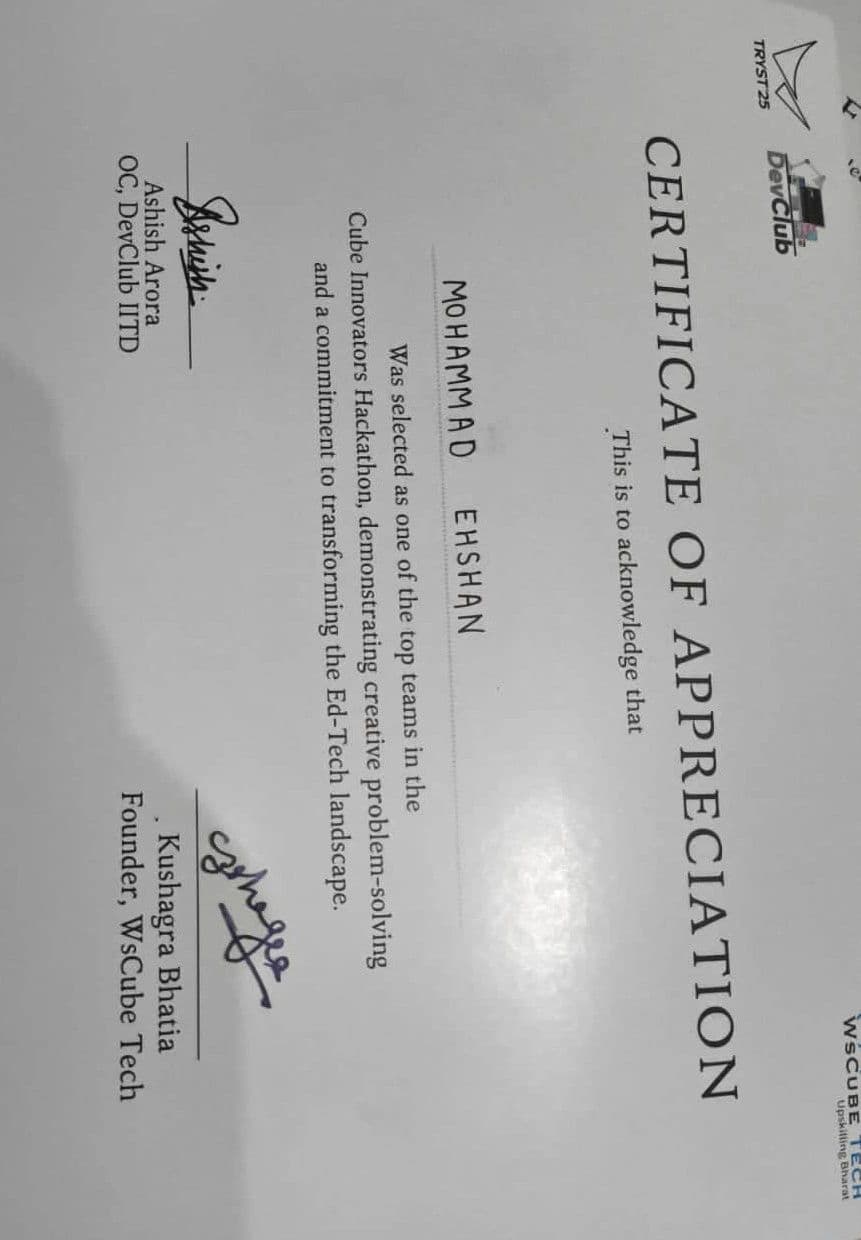 TRYST'25
DevClub
WSCUBE TECH
Upskilling Bharat
CERTIFICATE OF APPRECIATION
This is to acknowledge that
MOHAMMAD EHSHAN
Was selected as one of the top teams in the
Cube Innovators Hackathon, demonstrating creative problem-solving
and a commitment to transforming the Ed-Tech landscape.
Ashish
Ashish Arora
OC, DevClub IITD
Kushagra Bhatia
Founder, WsCube Tech